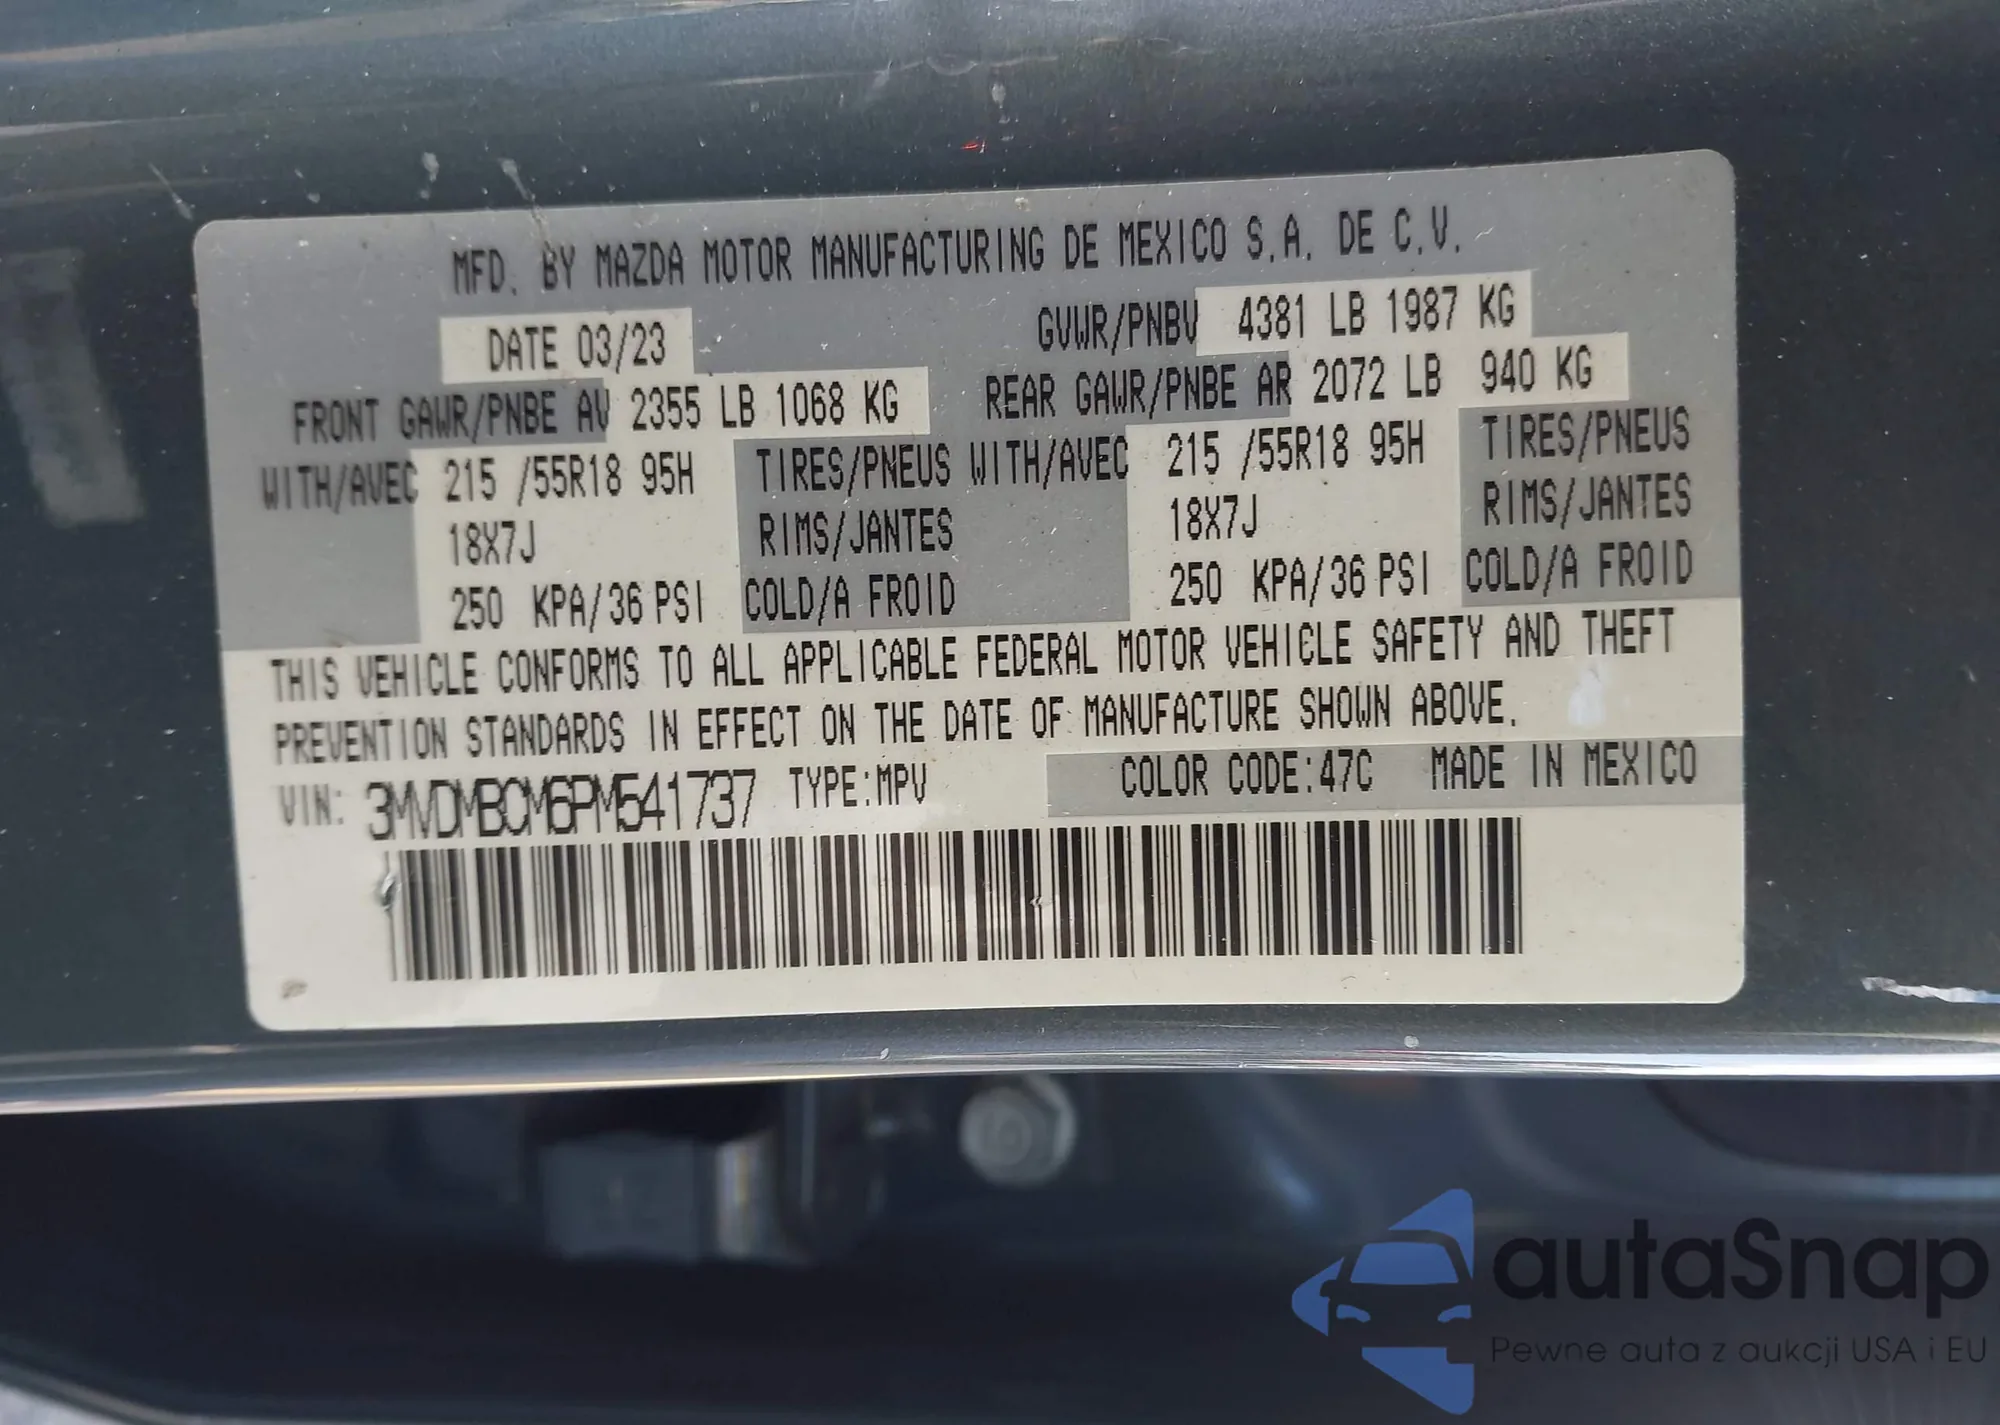 MFD. BY MAZDA MOTOR MANUFACTURING DE MEXICO S.A. DE C.V.
DATE 03/23 GVWR/PNBV 4381 LB 1987 KG
FRONT GAWR/PNBE AV 2355 LB 1068 KG REAR GAWR/PNBE AR 2072 LB 940 KG
WITH/AVEC 215 /55R18 95H TIRES/PNEUS WITH/AVEC 215 /55R18 95H TIRES/PNEUS
18X7J RIMS/JANTES 18X7J RIMS/JANTES
250 KPA/36 PSI COLD/A FROID 250 KPA/36 PSI COLD/A FROID
THIS VEHICLE CONFORMS TO ALL APPLICABLE FEDERAL MOTOR VEHICLE SAFETY AND THEFT
PREVENTION STANDARDS IN EFFECT ON THE DATE OF MANUFACTURE SHOWN ABOVE.
VIN: 3MVDMBCM6PM541737 TYPE:MPV COLOR CODE:47C MADE IN MEXICO
autaSnap
Pewne auta z aukcji USA i EU